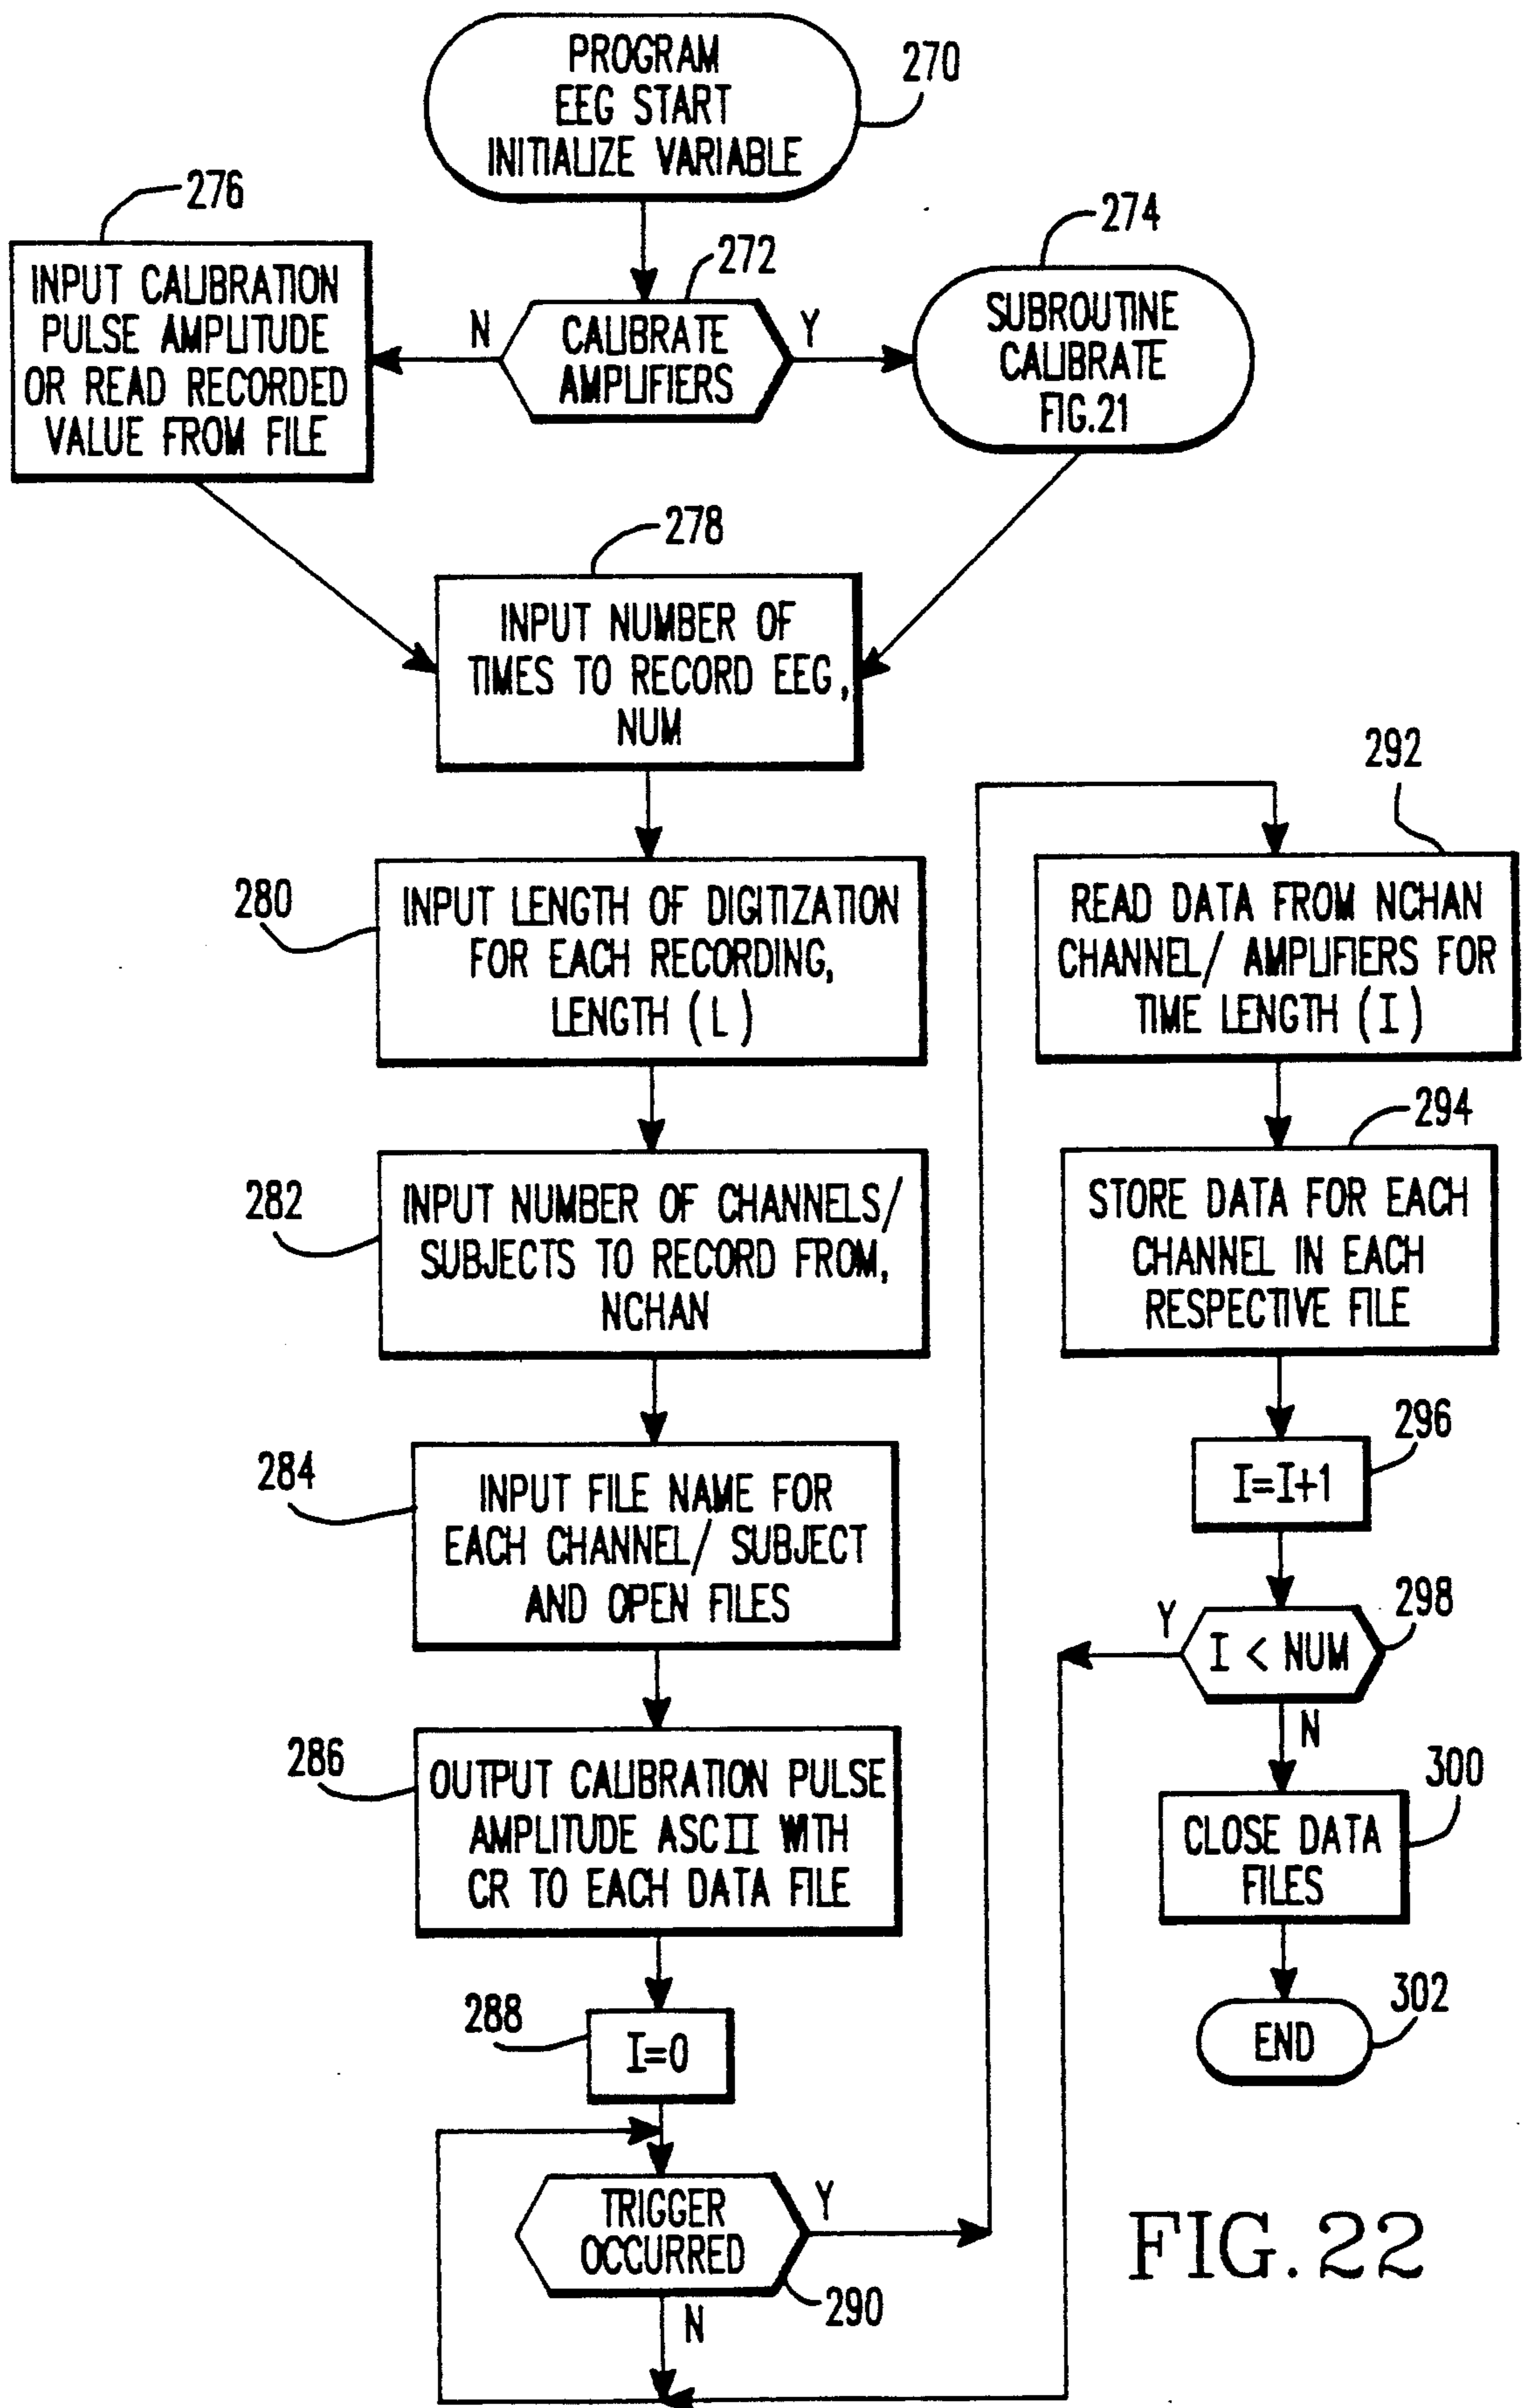 PROGRAM
EEG START
INITIALIZE VARIABLE
270
276
274
272
INPUT CALIBRATION
PULSE AMPLITUDE
OR READ RECORDED
VALUE FROM FILE
N
CALIBRATE
AMPLIFIERS
Y
SUBROUTINE
CALIBRATE
FIG.21
278
INPUT NUMBER OF
TIMES TO RECORD EEG,
NUM
280
INPUT LENGTH OF DIGITIZATION
FOR EACH RECORDING,
LENGTH (L)
282
INPUT NUMBER OF CHANNELS/
SUBJECTS TO RECORD FROM,
NCHAN
284
INPUT FILE NAME FOR
EACH CHANNEL/ SUBJECT
AND OPEN FILES
286
OUTPUT CALIBRATION PULSE
AMPLITUDE ASCII WITH
CR TO EACH DATA FILE
288
I=0
TRIGGER
OCCURRED
Y
290
N
292
READ DATA FROM NCHAN
CHANNEL/ AMPLIFIERS FOR
TIME LENGTH (I)
294
STORE DATA FOR EACH
CHANNEL IN EACH
RESPECTIVE FILE
296
I=I+1
298
Y
I < NUM
N
300
CLOSE DATA
FILES
302
END
FIG. 22